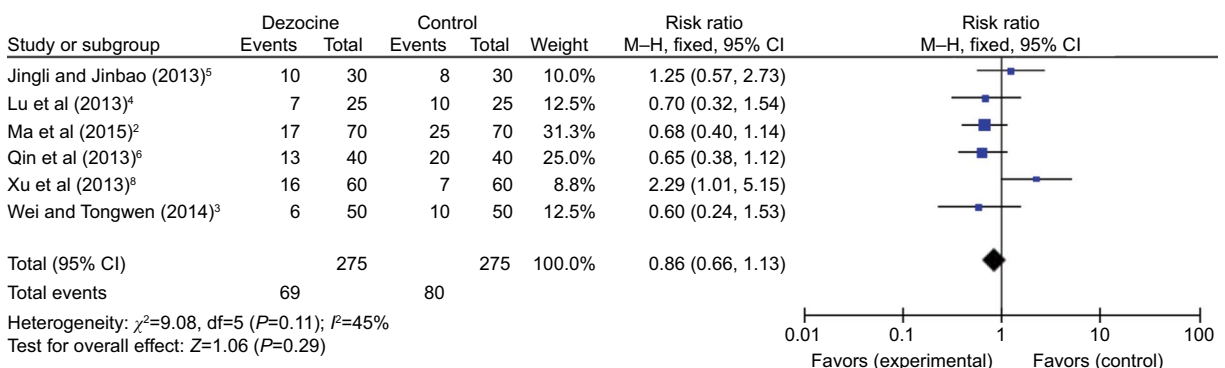 Dezocine Control Risk ratio Risk ratio
Study or subgroup Events Total Events Total Weight M–H, fixed, 95% CI M–H, fixed, 95% CI
Jingli and Jinbao (2013)⁵ 10 30 8 30 10.0% 1.25 (0.57, 2.73)
Lu et al (2013)⁴ 7 25 10 25 12.5% 0.70 (0.32, 1.54)
Ma et al (2015)² 17 70 25 70 31.3% 0.68 (0.40, 1.14)
Qin et al (2013)⁶ 13 40 20 40 25.0% 0.65 (0.38, 1.12)
Xu et al (2013)⁸ 16 60 7 60 8.8% 2.29 (1.01, 5.15)
Wei and Tongwen (2014)³ 6 50 10 50 12.5% 0.60 (0.24, 1.53)
Total (95% CI) 275 275 100.0% 0.86 (0.66, 1.13)
Total events 69 80
Heterogeneity: χ²=9.08, df=5 (P=0.11); I²=45%
Test for overall effect: Z=1.06 (P=0.29)
0.01 0.1 1 10 100
Favors (experimental) Favors (control)